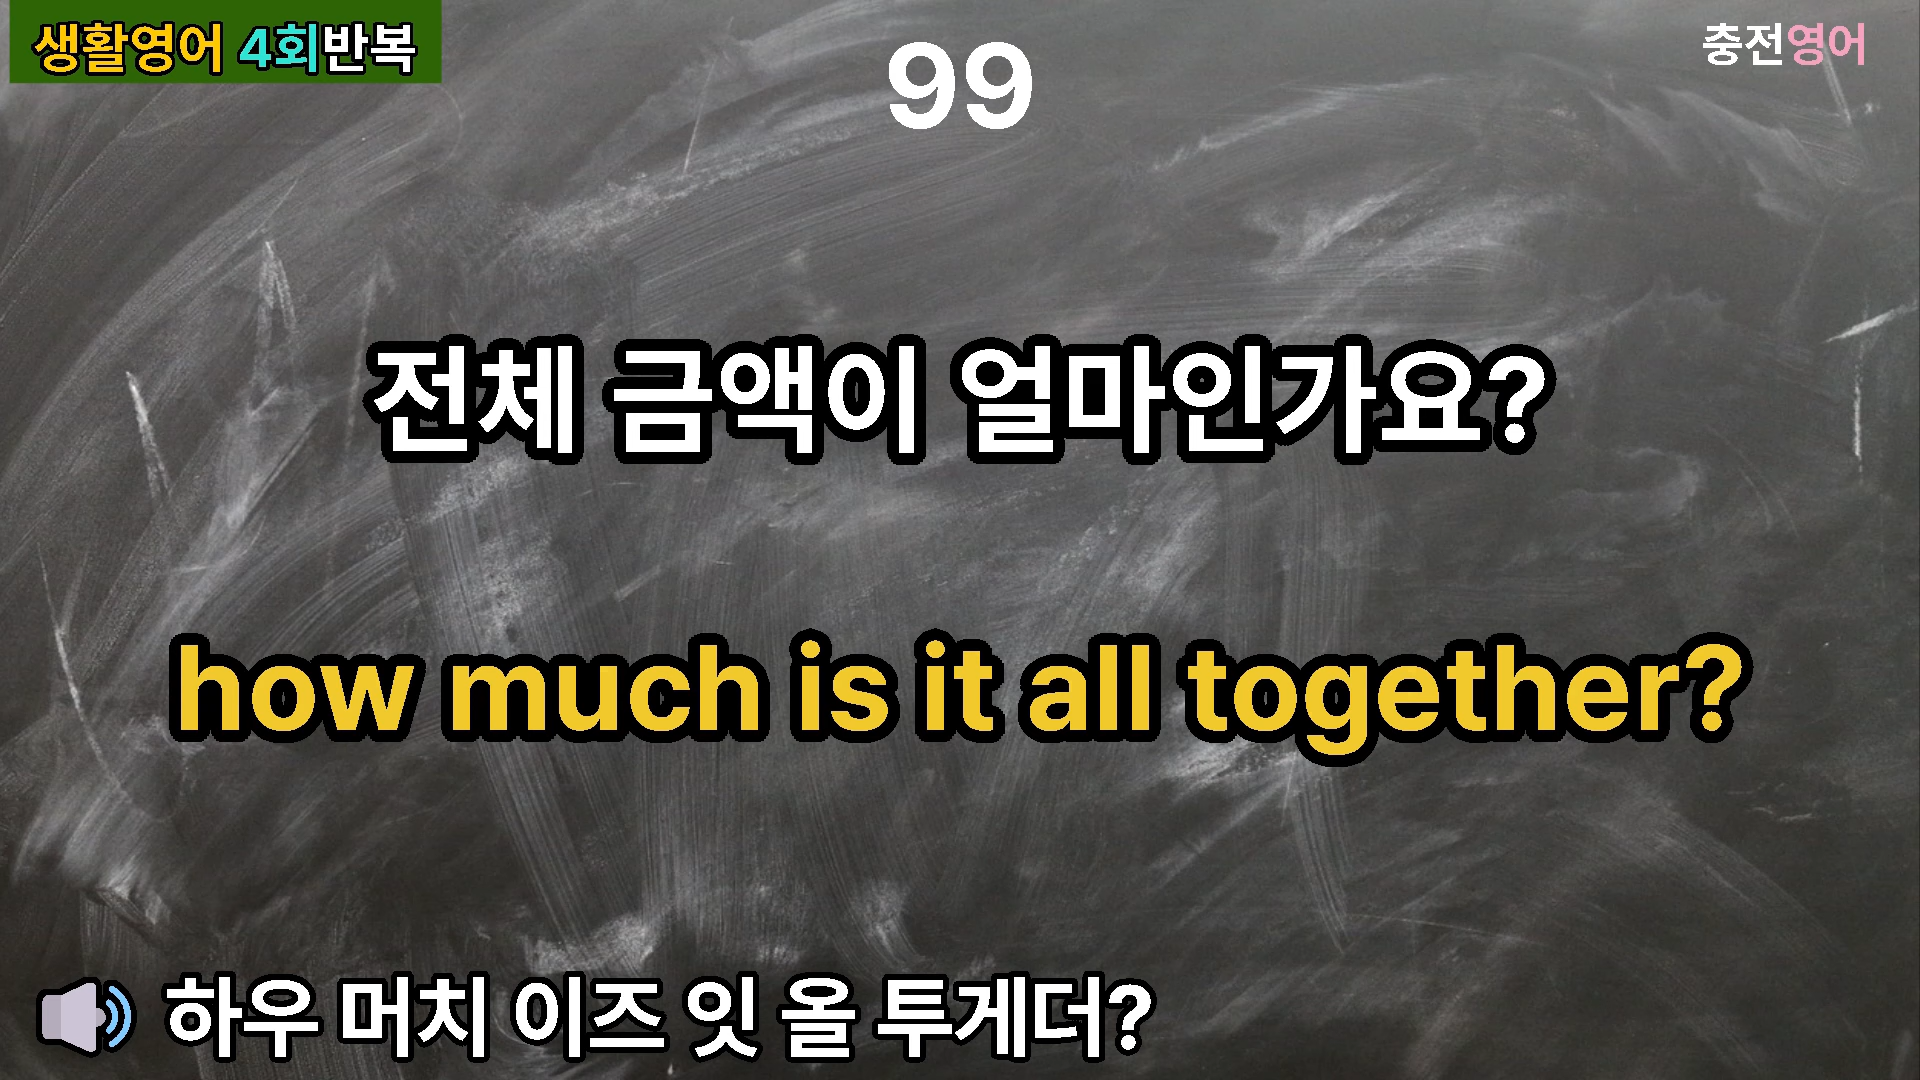 생활영어 4회반복
99
충전영어
전체 금액이 얼마인가요?
how much is it all together?
하우 머치 이즈 잇 올 투게더?